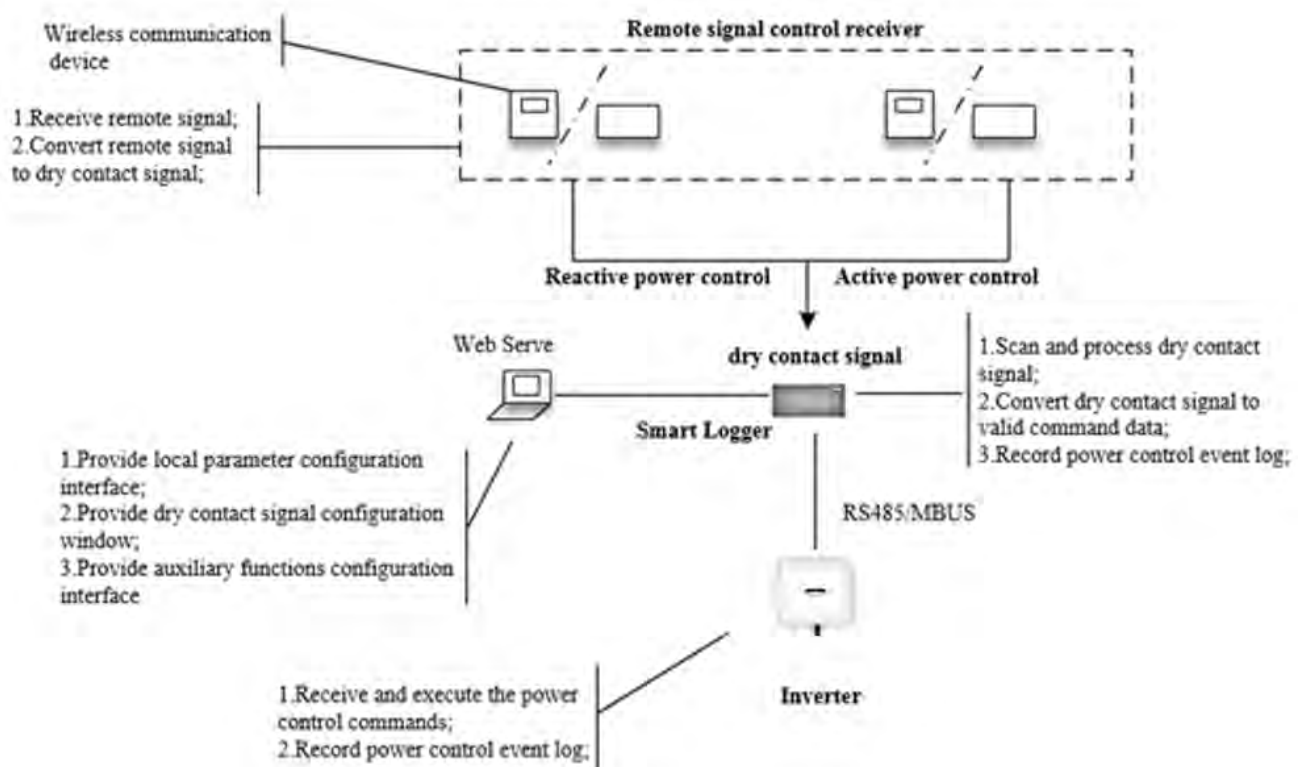 Wireless communication
device
Remote signal control receiver
1.Receive remote signal;
2.Convert remote signal
to dry contact signal;
Reactive power control
Active power control
Web Serve
dry contact signal
Smart Logger
1.Scan and process dry contact
signal;
2.Convert dry contact signal to
valid command data;
3.Record power control event log;
1.Provide local parameter configuration
interface;
2.Provide dry contact signal configuration
window;
3.Provide auxiliary functions configuration
interface
RS485/MBUS
Inverter
1.Receive and execute the power
control commands;
2.Record power control event log;